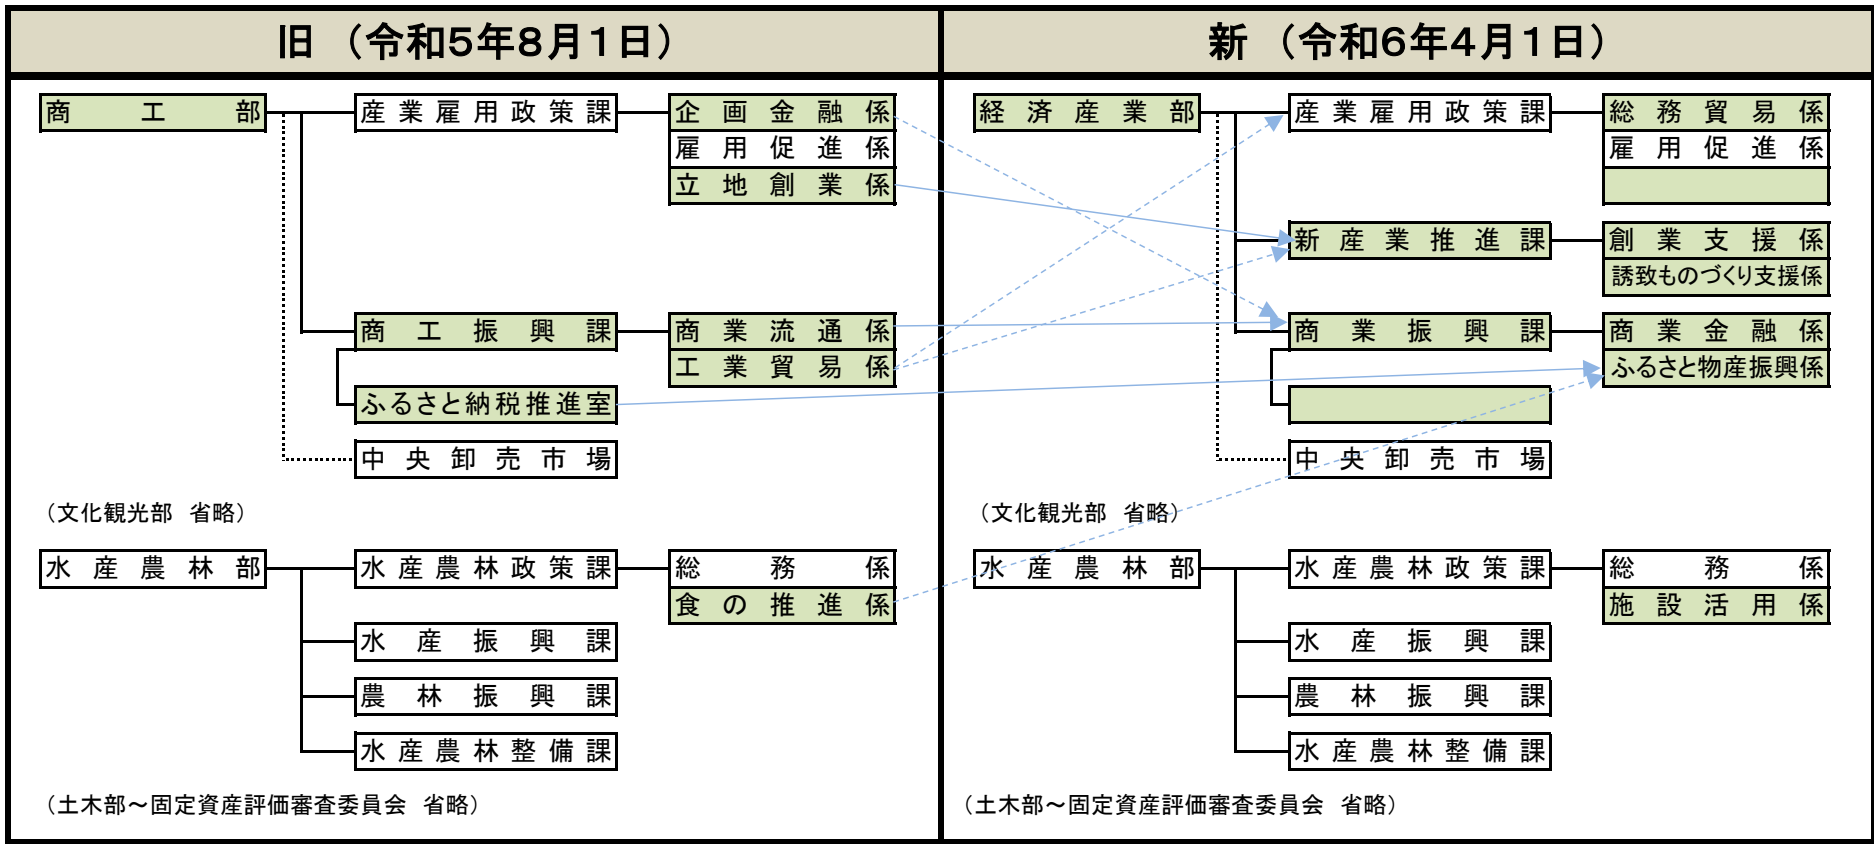 旧 （令和5年8月1日）
商工部
産業雇用政策課
企画金融係
雇用促進係
立地創業係
商工振興課
商業流通係
工業貿易係
ふるさと納税推進室
中央卸売市場
（文化観光部 省略）
水産農林部
水産農林政策課
総務係
食の推進係
水産振興課
農林振興課
水産農林整備課
（土木部～固定資産評価審査委員会 省略）
新 （令和6年4月1日）
経済産業部
産業雇用政策課
総務貿易係
雇用促進係
新産業推進課
創業支援係
誘致ものづくり支援係
商業振興課
商業金融係
ふるさと物産振興係
中央卸売市場
（文化観光部 省略）
水産農林部
水産農林政策課
総務係
施設活用係
水産振興課
農林振興課
水産農林整備課
（土木部～固定資産評価審査委員会 省略）